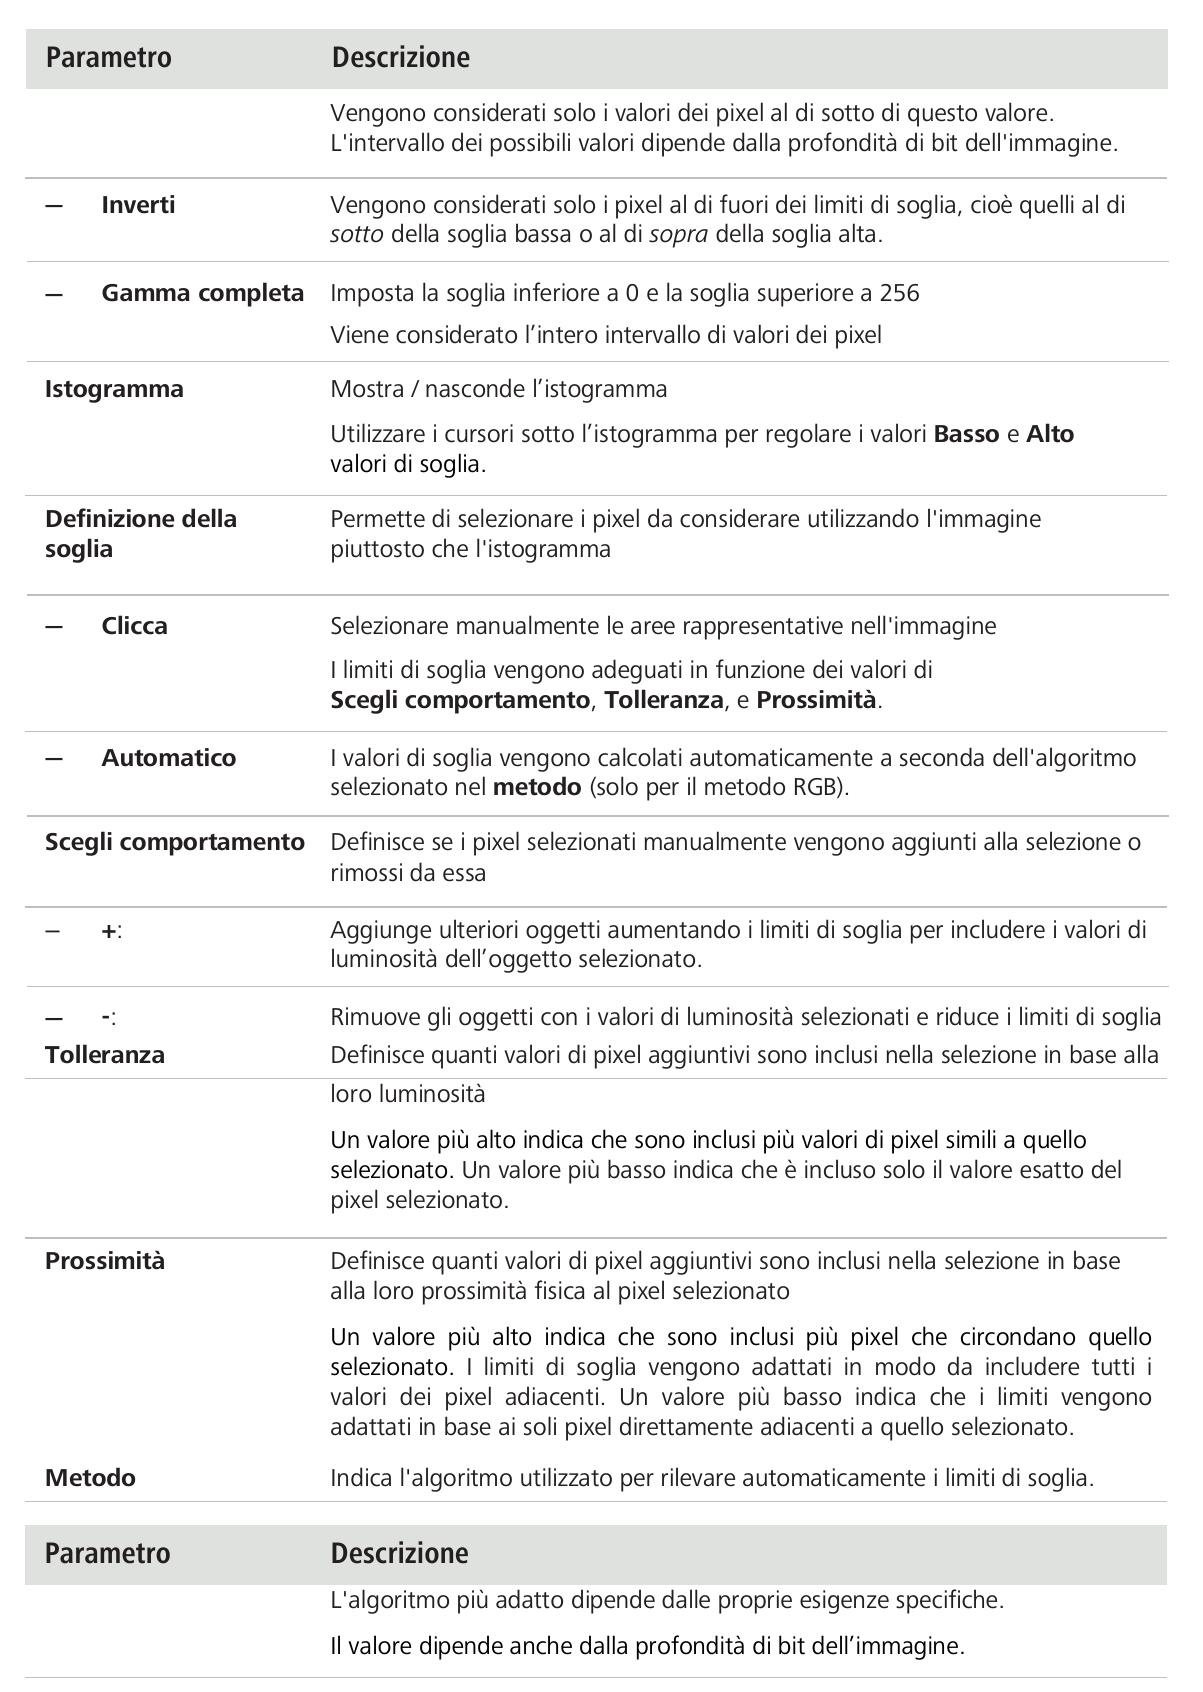 Parametro Descrizione
Vengono considerati solo i valori dei pixel al di sotto di questo valore.
L'intervallo dei possibili valori dipende dalla profondità di bit dell'immagine.
— Inverti Vengono considerati solo i pixel al di fuori dei limiti di soglia, cioè quelli al di
sotto della soglia bassa o al di sopra della soglia alta.
— Gamma completa Imposta la soglia inferiore a 0 e la soglia superiore a 256
Viene considerato l’intero intervallo di valori dei pixel
Istogramma Mostra / nasconde l’istogramma
Utilizzare i cursori sotto l’istogramma per regolare i valori Basso e Alto
valori di soglia.
Definizione della Permette di selezionare i pixel da considerare utilizzando l'immagine
soglia piuttosto che l'istogramma
— Clicca Selezionare manualmente le aree rappresentative nell'immagine
I limiti di soglia vengono adeguati in funzione dei valori di
Scegli comportamento, Tolleranza, e Prossimità.
— Automatico I valori di soglia vengono calcolati automaticamente a seconda dell'algoritmo
selezionato nel metodo (solo per il metodo RGB).
Scegli comportamento Definisce se i pixel selezionati manualmente vengono aggiunti alla selezione o
rimossi da essa
— +: Aggiunge ulteriori oggetti aumentando i limiti di soglia per includere i valori di
luminosità dell’oggetto selezionato.
— -: Rimuove gli oggetti con i valori di luminosità selezionati e riduce i limiti di soglia
Tolleranza Definisce quanti valori di pixel aggiuntivi sono inclusi nella selezione in base alla
loro luminosità
Un valore più alto indica che sono inclusi più valori di pixel simili a quello
selezionato. Un valore più basso indica che è incluso solo il valore esatto del
pixel selezionato.
Prossimità Definisce quanti valori di pixel aggiuntivi sono inclusi nella selezione in base
alla loro prossimità fisica al pixel selezionato
Un valore più alto indica che sono inclusi più pixel che circondano quello
selezionato. I limiti di soglia vengono adattati in modo da includere tutti i
valori dei pixel adiacenti. Un valore più basso indica che i limiti vengono
adattati in base ai soli pixel direttamente adiacenti a quello selezionato.
Metodo Indica l'algoritmo utilizzato per rilevare automaticamente i limiti di soglia.
Parametro Descrizione
L'algoritmo più adatto dipende dalle proprie esigenze specifiche.
Il valore dipende anche dalla profondità di bit dell’immagine.